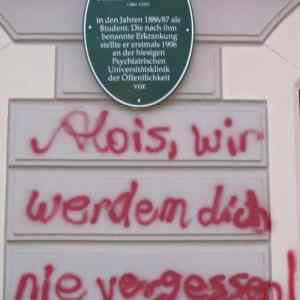 in den Jahren 1886/87 als
Student. Die nach ihm
benannte Erkrankung
stellte er erstmals 1906
an der hiesigen
Psychiatrischen
Universitätsklinik
der Öffentlichkeit
vor.
Alois, wir
werdem dich
nie vergessen!